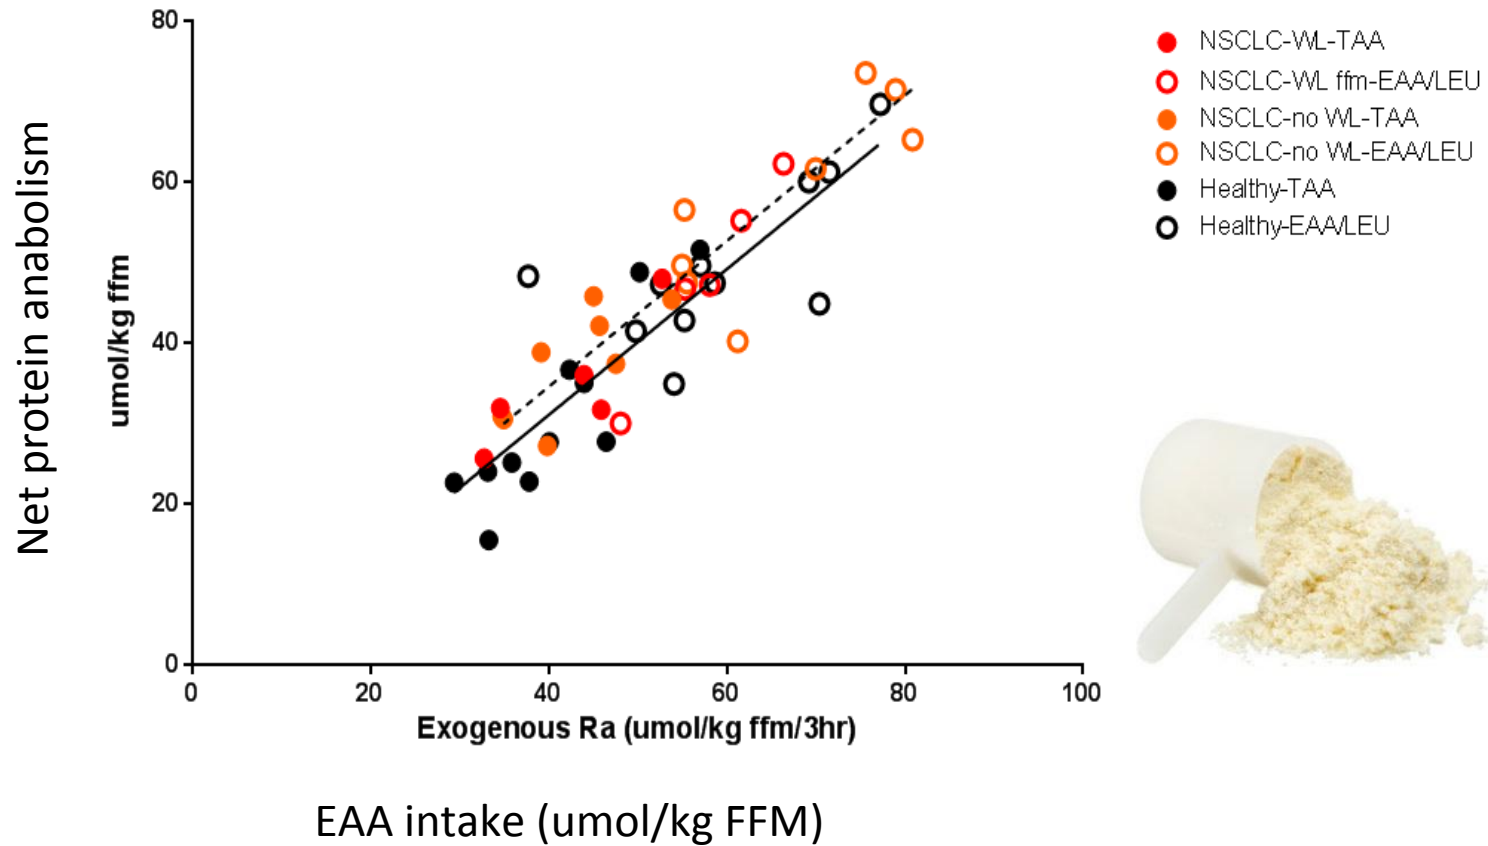 Net protein anabolism
umol/kg ffm
80
60
40
20
0
0 20 40 60 80 100
Exogenous Ra (umol/kg ffm/3hr)
EAA intake (umol/kg FFM)
NSCLC-WL-TAA
NSCLC-WL ffm-EAA/LEU
NSCLC-no WL-TAA
NSCLC-no WL-EAA/LEU
Healthy-TAA
Healthy-EAA/LEU